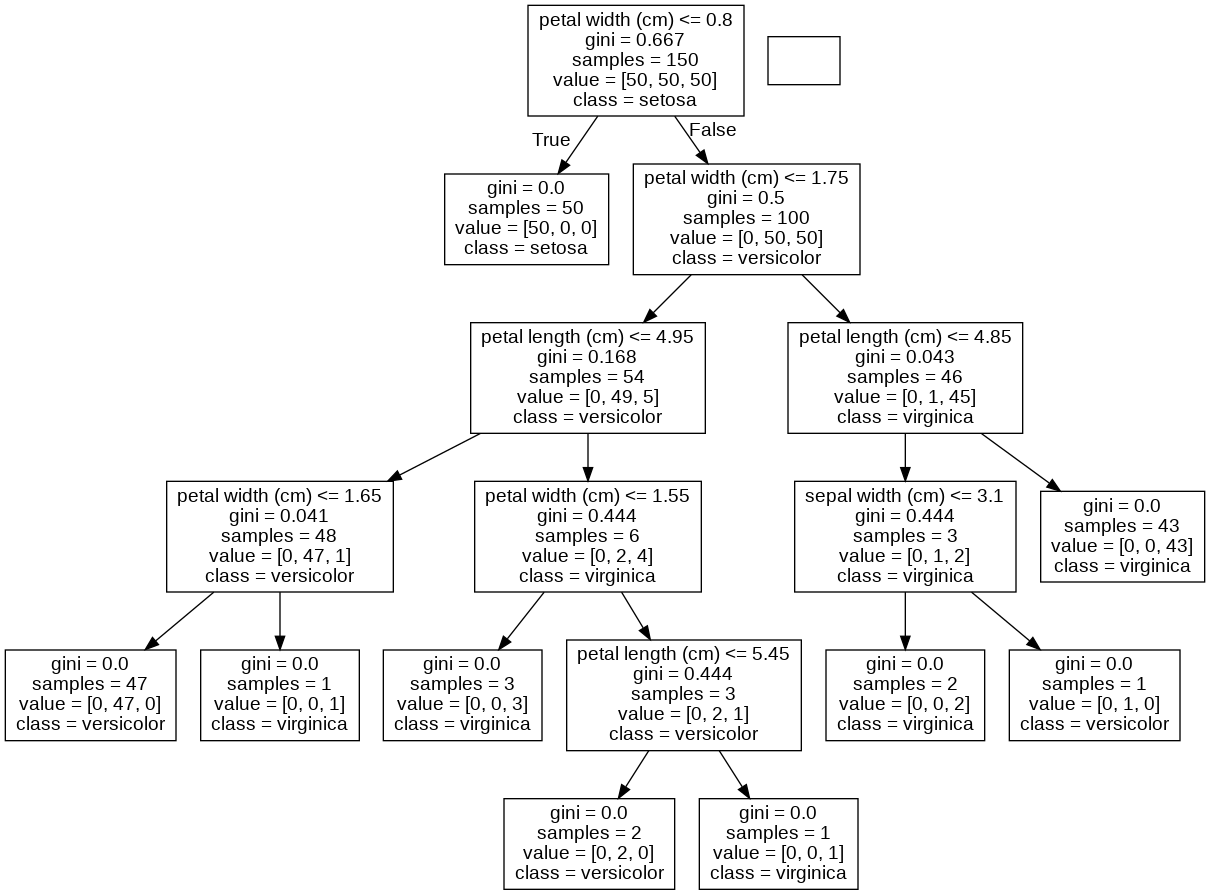 petal width (cm) <= 0.8
gini = 0.667
samples = 150
value = [50, 50, 50]
class = setosa
True
False
gini = 0.0
samples = 50
value = [50, 0, 0]
class = setosa
petal width (cm) <= 1.75
gini = 0.5
samples = 100
value = [0, 50, 50]
class = versicolor
petal length (cm) <= 4.95
gini = 0.168
samples = 54
value = [0, 49, 5]
class = versicolor
petal length (cm) <= 4.85
gini = 0.043
samples = 46
value = [0, 1, 45]
class = virginica
petal width (cm) <= 1.65
gini = 0.041
samples = 48
value = [0, 47, 1]
class = versicolor
petal width (cm) <= 1.55
gini = 0.444
samples = 6
value = [0, 2, 4]
class = virginica
sepal width (cm) <= 3.1
gini = 0.444
samples = 3
value = [0, 1, 2]
class = virginica
gini = 0.0
samples = 43
value = [0, 0, 43]
class = virginica
gini = 0.0
samples = 47
value = [0, 47, 0]
class = versicolor
gini = 0.0
samples = 1
value = [0, 0, 1]
class = virginica
gini = 0.0
samples = 3
value = [0, 0, 3]
class = virginica
petal length (cm) <= 5.45
gini = 0.444
samples = 3
value = [0, 2, 1]
class = versicolor
gini = 0.0
samples = 2
value = [0, 0, 2]
class = virginica
gini = 0.0
samples = 1
value = [0, 1, 0]
class = versicolor
gini = 0.0
samples = 2
value = [0, 2, 0]
class = versicolor
gini = 0.0
samples = 1
value = [0, 0, 1]
class = virginica